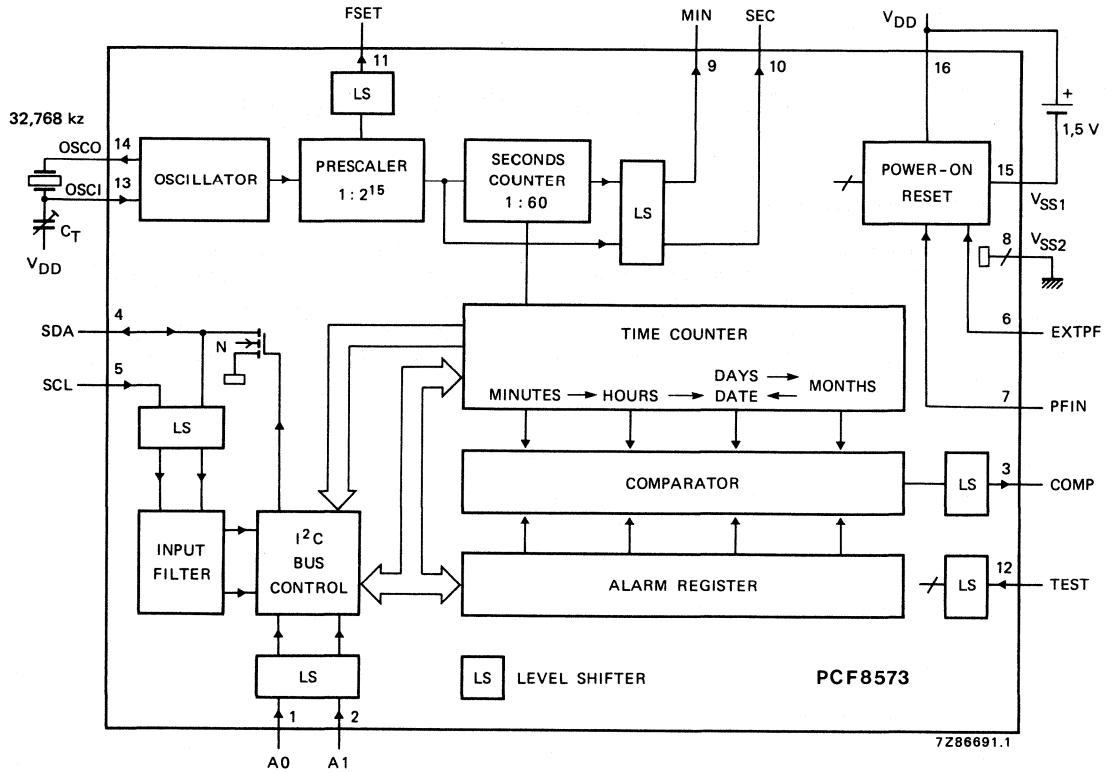 FSET
MIN
SEC
VDD
11
9
10
16
LS
+
1,5 V
32,768 kz
OSCO
14
OSCI
13
OSCILLATOR
PRESCALER
1 : 2¹⁵
SECONDS
COUNTER
1 : 60
LS
POWER-ON
RESET
15
VSS1
CT
VDD
8
VSS2
SDA
4
N
TIME COUNTER
6
EXTPF
SCL
5
MINUTES → HOURS → DATE ← MONTHS
DAYS →
7
PFIN
LS
COMPARATOR
LS
3
COMP
INPUT
FILTER
I²C
BUS
CONTROL
ALARM REGISTER
LS
12
TEST
LS
LS
LEVEL SHIFTER
PCF8573
1
2
7Z86691.1
A0
A1